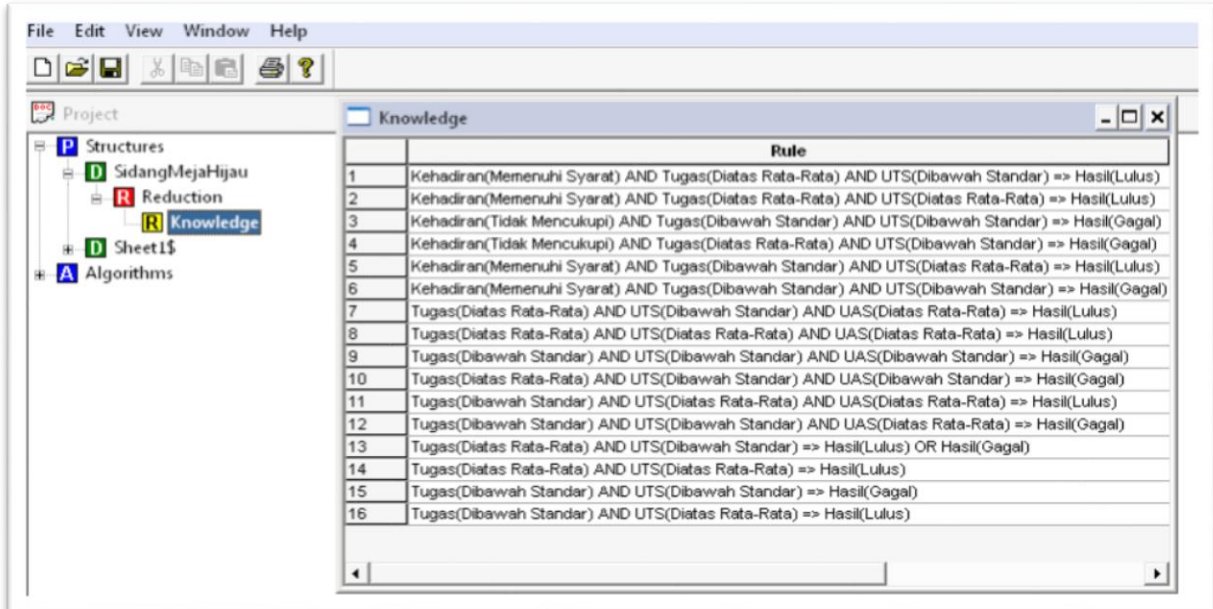 File Edit View Window Help
Project
Structures
SidangMejaHijau
Reduction
Knowledge
Sheet1$
Algorithms
Knowledge
Rule
1 Kehadiran(Memenuhi Syarat) AND Tugas(Diatas Rata-Rata) AND UTS(Dibawah Standar) => Hasil(Lulus)
2 Kehadiran(Memenuhi Syarat) AND Tugas(Diatas Rata-Rata) AND UTS(Diatas Rata-Rata) => Hasil(Lulus)
3 Kehadiran(Tidak Mencukupi) AND Tugas(Dibawah Standar) AND UTS(Dibawah Standar) => Hasil(Gagal)
4 Kehadiran(Tidak Mencukupi) AND Tugas(Diatas Rata-Rata) AND UTS(Dibawah Standar) => Hasil(Gagal)
5 Kehadiran(Memenuhi Syarat) AND Tugas(Dibawah Standar) AND UTS(Diatas Rata-Rata) => Hasil(Lulus)
6 Kehadiran(Memenuhi Syarat) AND Tugas(Dibawah Standar) AND UTS(Dibawah Standar) => Hasil(Gagal)
7 Tugas(Diatas Rata-Rata) AND UTS(Dibawah Standar) AND UAS(Diatas Rata-Rata) => Hasil(Lulus)
8 Tugas(Diatas Rata-Rata) AND UTS(Diatas Rata-Rata) AND UAS(Diatas Rata-Rata) => Hasil(Lulus)
9 Tugas(Dibawah Standar) AND UTS(Dibawah Standar) AND UAS(Dibawah Standar) => Hasil(Gagal)
10 Tugas(Diatas Rata-Rata) AND UTS(Dibawah Standar) AND UAS(Dibawah Standar) => Hasil(Gagal)
11 Tugas(Dibawah Standar) AND UTS(Diatas Rata-Rata) AND UAS(Diatas Rata-Rata) => Hasil(Lulus)
12 Tugas(Dibawah Standar) AND UTS(Dibawah Standar) AND UAS(Diatas Rata-Rata) => Hasil(Gagal)
13 Tugas(Diatas Rata-Rata) AND UTS(Dibawah Standar) => Hasil(Lulus) OR Hasil(Gagal)
14 Tugas(Diatas Rata-Rata) AND UTS(Diatas Rata-Rata) => Hasil(Lulus)
15 Tugas(Dibawah Standar) AND UTS(Dibawah Standar) => Hasil(Gagal)
16 Tugas(Dibawah Standar) AND UTS(Diatas Rata-Rata) => Hasil(Lulus)